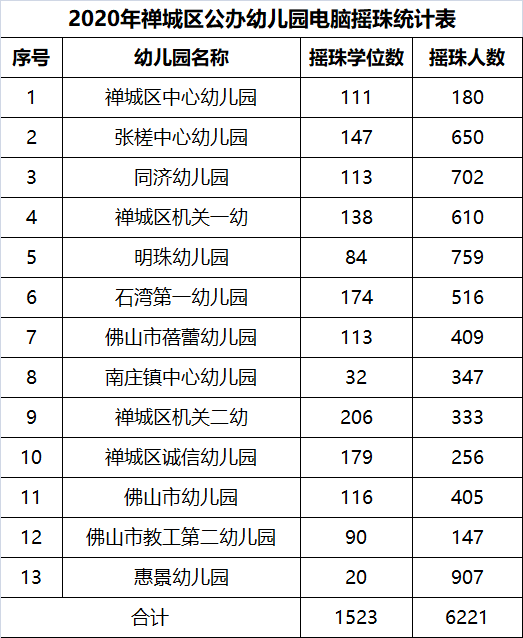 2020年禅城区公办幼儿园电脑摇珠统计表
序号 幼儿园名称 摇珠学位数 摇珠人数
1 禅城区中心幼儿园 111 180
2 张槎中心幼儿园 147 650
3 同济幼儿园 113 702
4 禅城区机关一幼 138 610
5 明珠幼儿园 84 759
6 石湾第一幼儿园 174 516
7 佛山市蓓蕾幼儿园 113 409
8 南庄镇中心幼儿园 32 347
9 禅城区机关二幼 206 333
10 禅城区诚信幼儿园 179 256
11 佛山市幼儿园 116 405
12 佛山市教工第二幼儿园 90 147
13 惠景幼儿园 20 907
合计 1523 6221